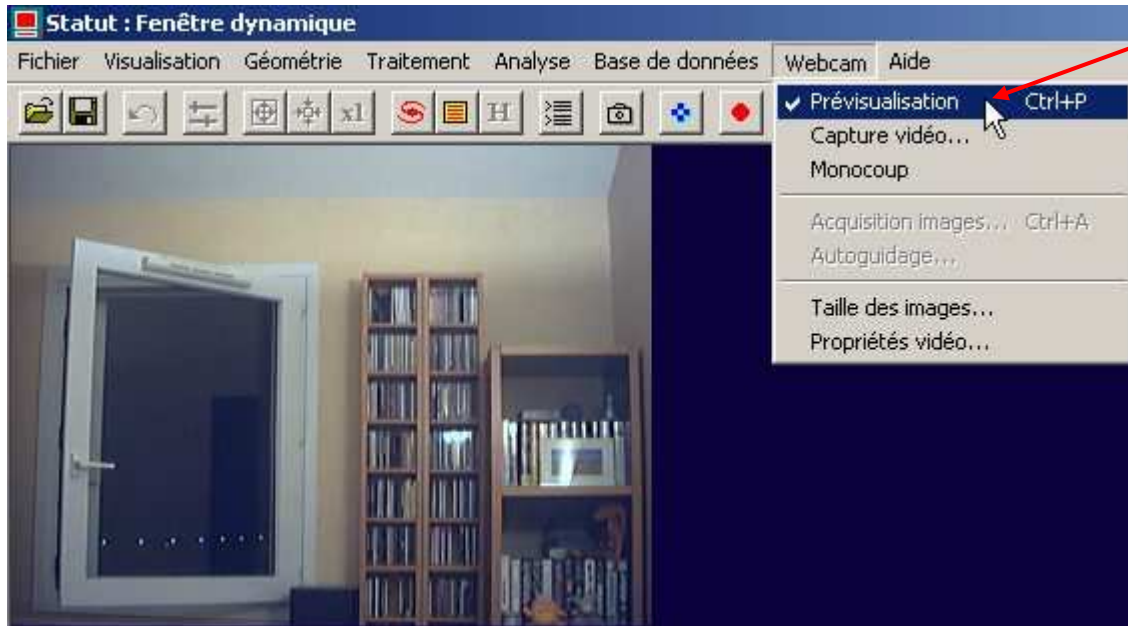 Statut : Fenêtre dynamique
Fichier Visualisation Géométrie Traitement Analyse Base de données Webcam Aide
x1 H
Prévisualisation Ctrl+P
Capture vidéo...
Monocoup
Acquisition images... Ctrl+A
Autoguidage...
Taille des images...
Propriétés vidéo...